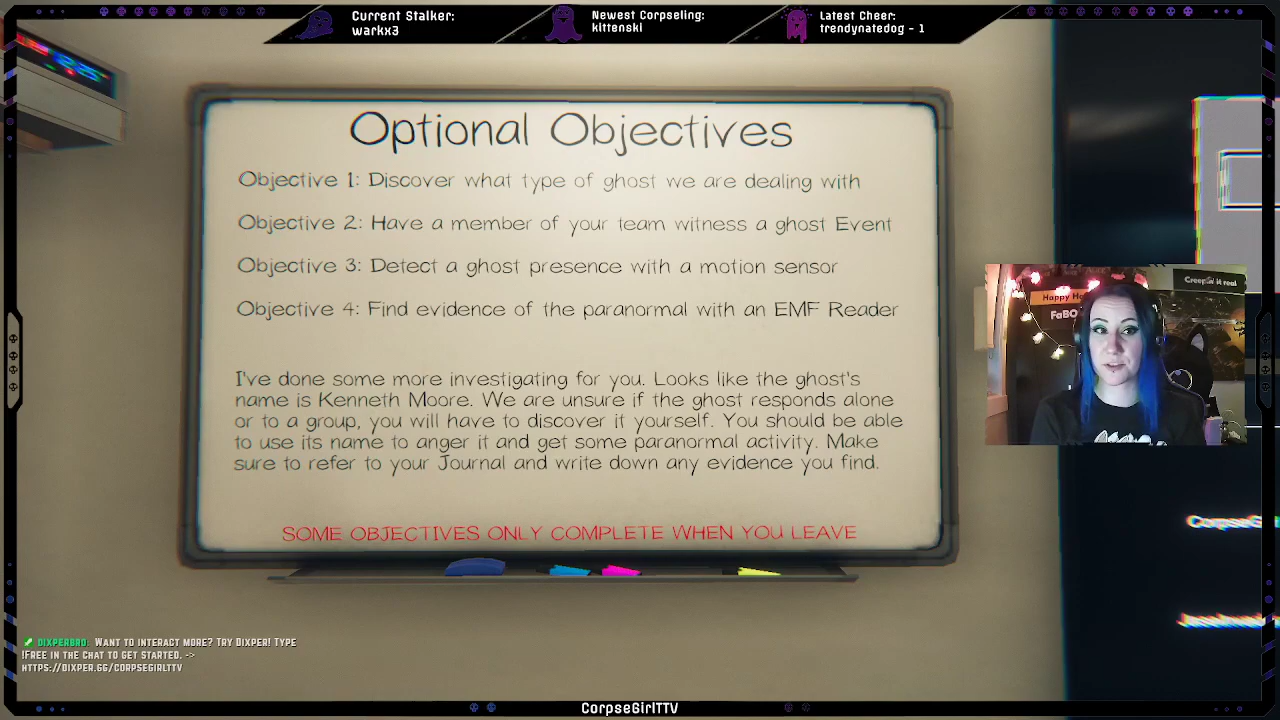 Current Stalker:
warkx3
Newest Corpseling:
kittenski
Latest Cheer:
trendynatedog - 1
Optional Objectives
Objective 1: Discover what type of ghost we are dealing with
Objective 2: Have a member of your team witness a ghost Event
Objective 3: Detect a ghost presence with a motion sensor
Objective 4: Find evidence of the paranormal with an EMF Reader
I've done some more investigating for you. Looks like the ghost's
name is Kenneth Moore. We are unsure if the ghost responds alone
or to a group, you will have to discover it yourself. You should be able
to use its name to anger it and get some paranormal activity. Make
sure to refer to your Journal and write down any evidence you find.
SOME OBJECTIVES ONLY COMPLETE WHEN YOU LEAVE
Creepin' it real
Happy Ha
FaBO
CorpseG
DixperBro: Want to interact more? Try Dixper! Type
!Free in the chat to get started. ->
https://dixper.gg/corpsegirlttv
CorpseGirlTTV